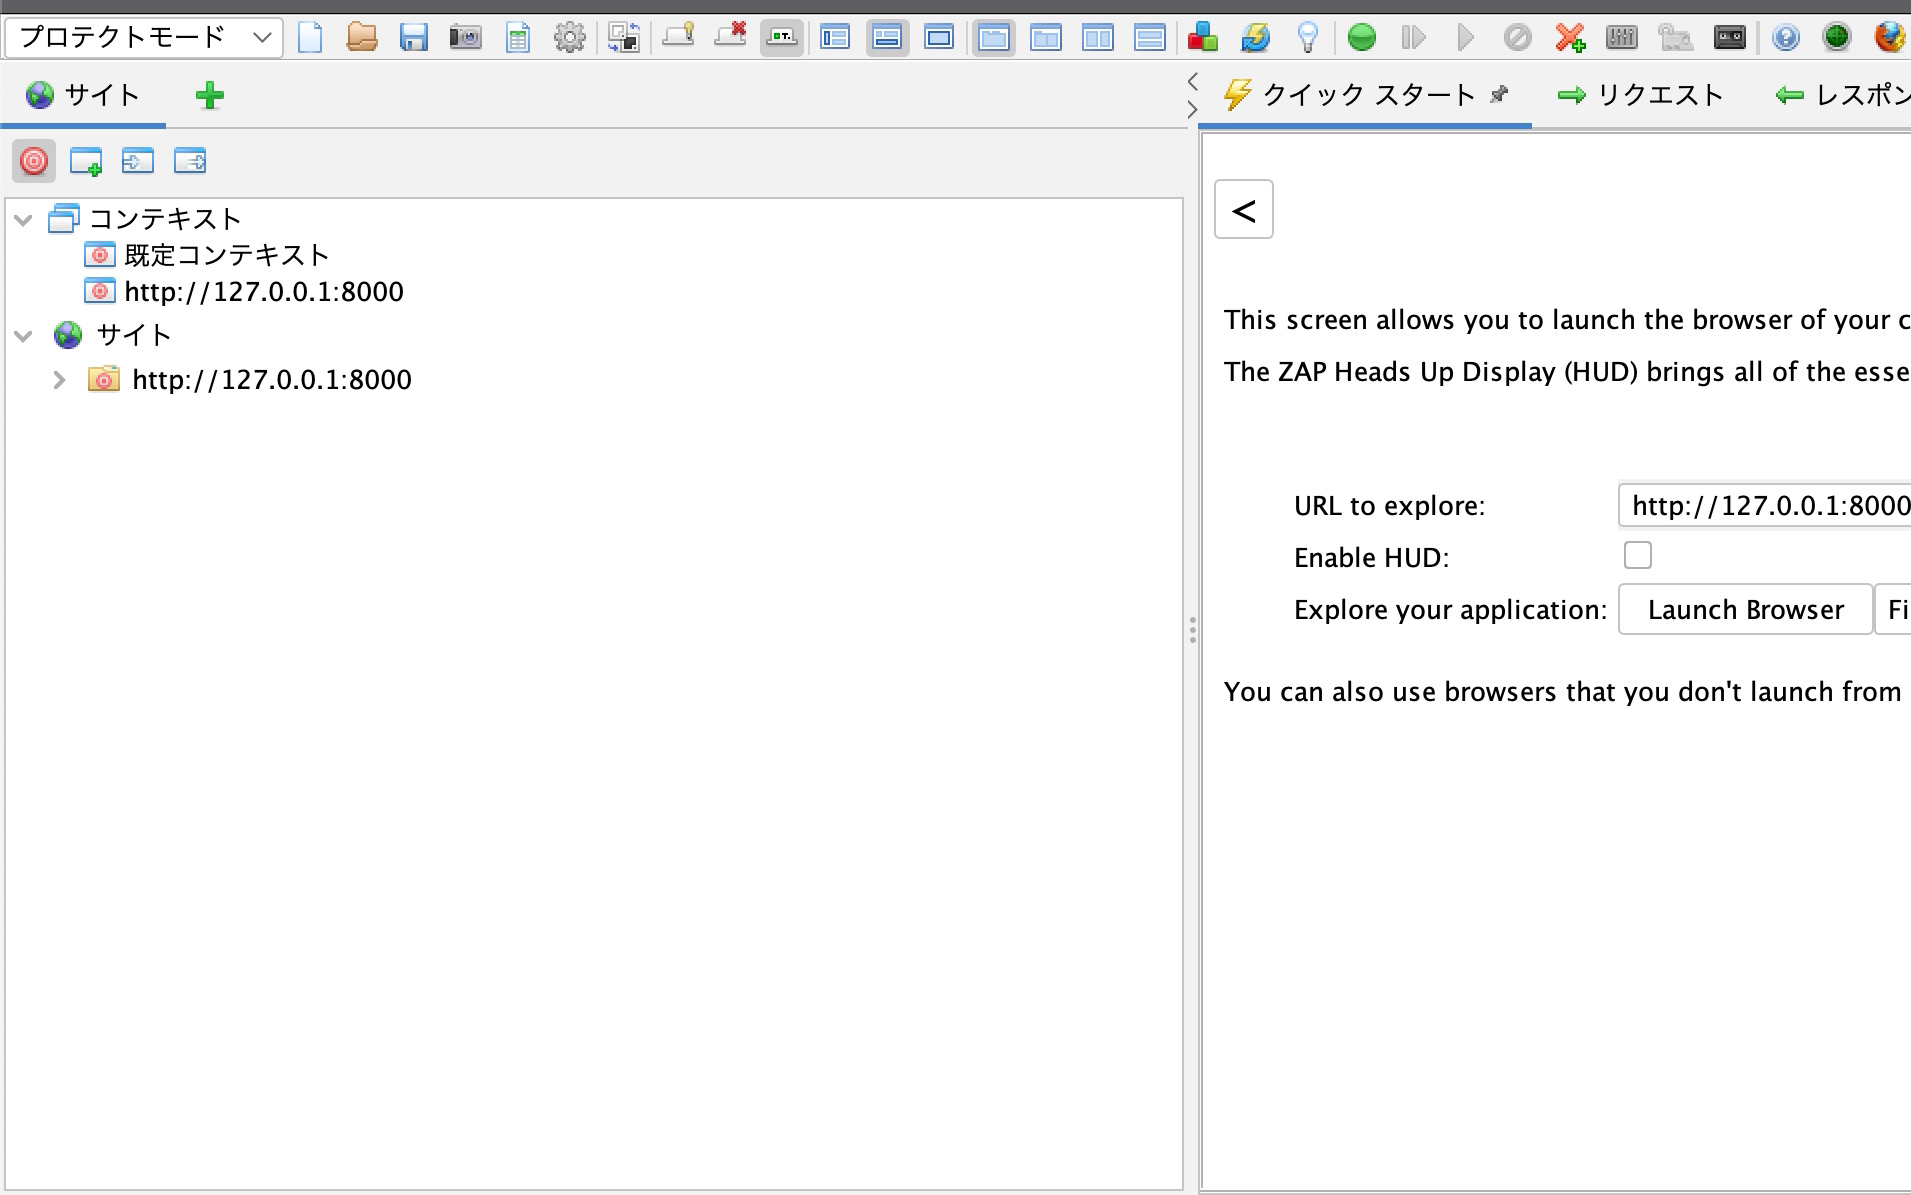 プロテクトモード
サイト
クイック スタート
リクエスト
レスポン
コンテキスト
既定コンテキスト
http://127.0.0.1:8000
サイト
http://127.0.0.1:8000
<
This screen allows you to launch the browser of your c
The ZAP Heads Up Display (HUD) brings all of the esse
URL to explore:
http://127.0.0.1:8000
Enable HUD:
Explore your application:
Launch Browser
Fi
You can also use browsers that you don't launch from